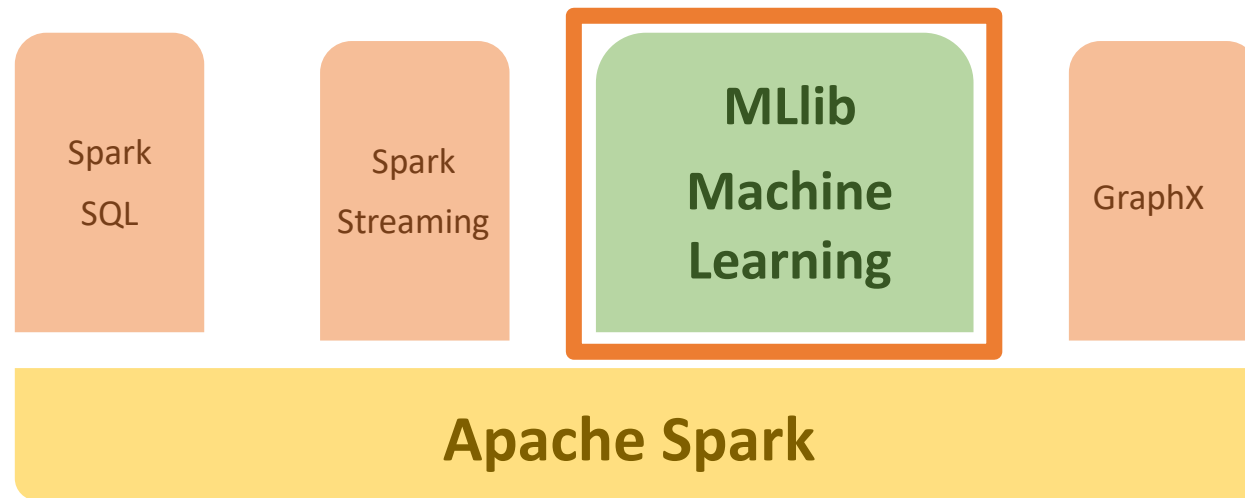 Spark
SQL
Spark
Streaming
MLlib
Machine
Learning
GraphX
Apache Spark